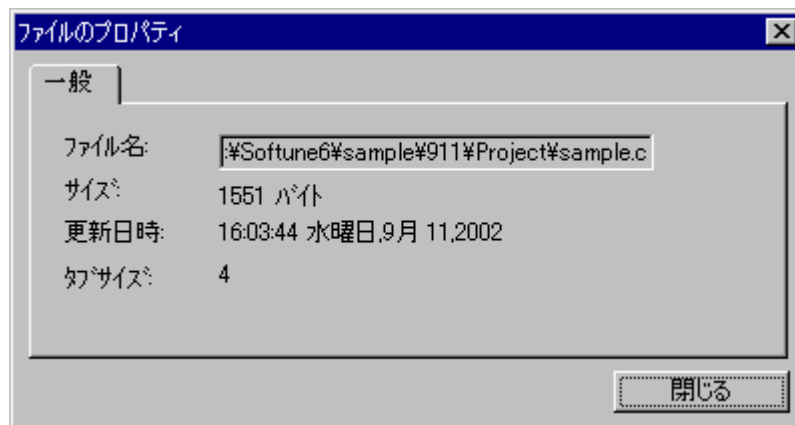 ファイルのプロパティ
一般
ファイル名: :¥Softune6¥sample¥911¥Project¥sample.c
サイズ: 1551 バイト
更新日時: 16:03:44 水曜日,9月 11,2002
タブサイズ: 4
閉じる